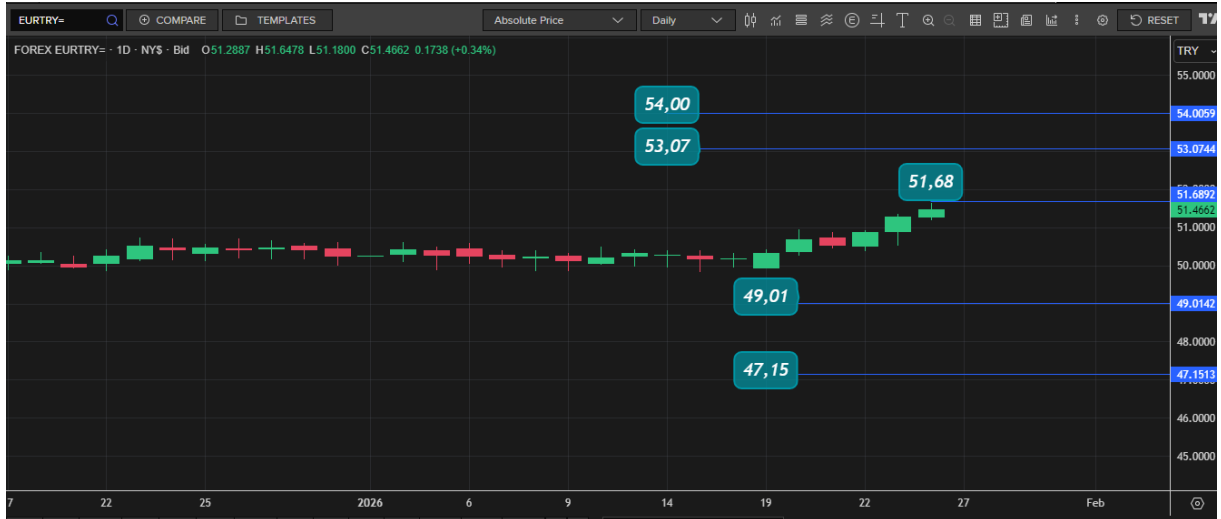 EURTRY=
COMPARE
TEMPLATES
Absolute Price
Daily
E
T
RESET
FOREX EURTRY= · 1D · NY$ · Bid O51.2887 H51.6478 L51.1800 C51.4662 0.1738 (+0.34%)
TRY
55.0000
54,00
54.0059
53,07
53.0744
51,68
51.6892
51.4662
51.0000
50.0000
49,01
49.0142
48.0000
47,15
47.1513
46.0000
45.0000
7 22 25 2026 6 9 14 19 22 27 Feb